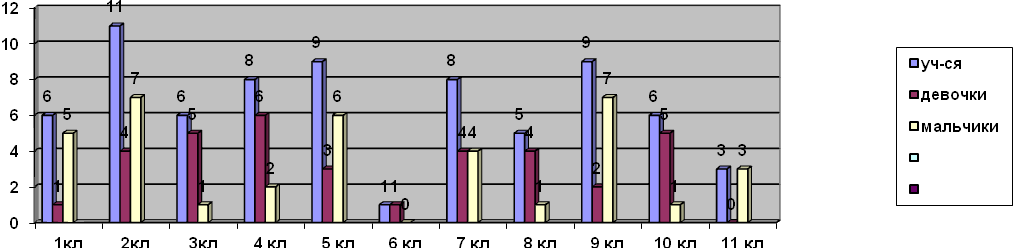 12
10
8
6
4
2
0
6 1 5
11 4 7
6 5 1
8 6 2
9 3 6
1 1 0
8 4 4
5 4 1
9 2 7
6 5 1
3 0 3
1кл 2кл 3кл 4 кл 5 кл 6 кл 7 кл 8 кл 9 кл 10 кл 11 кл
уч-ся
девочки
мальчики